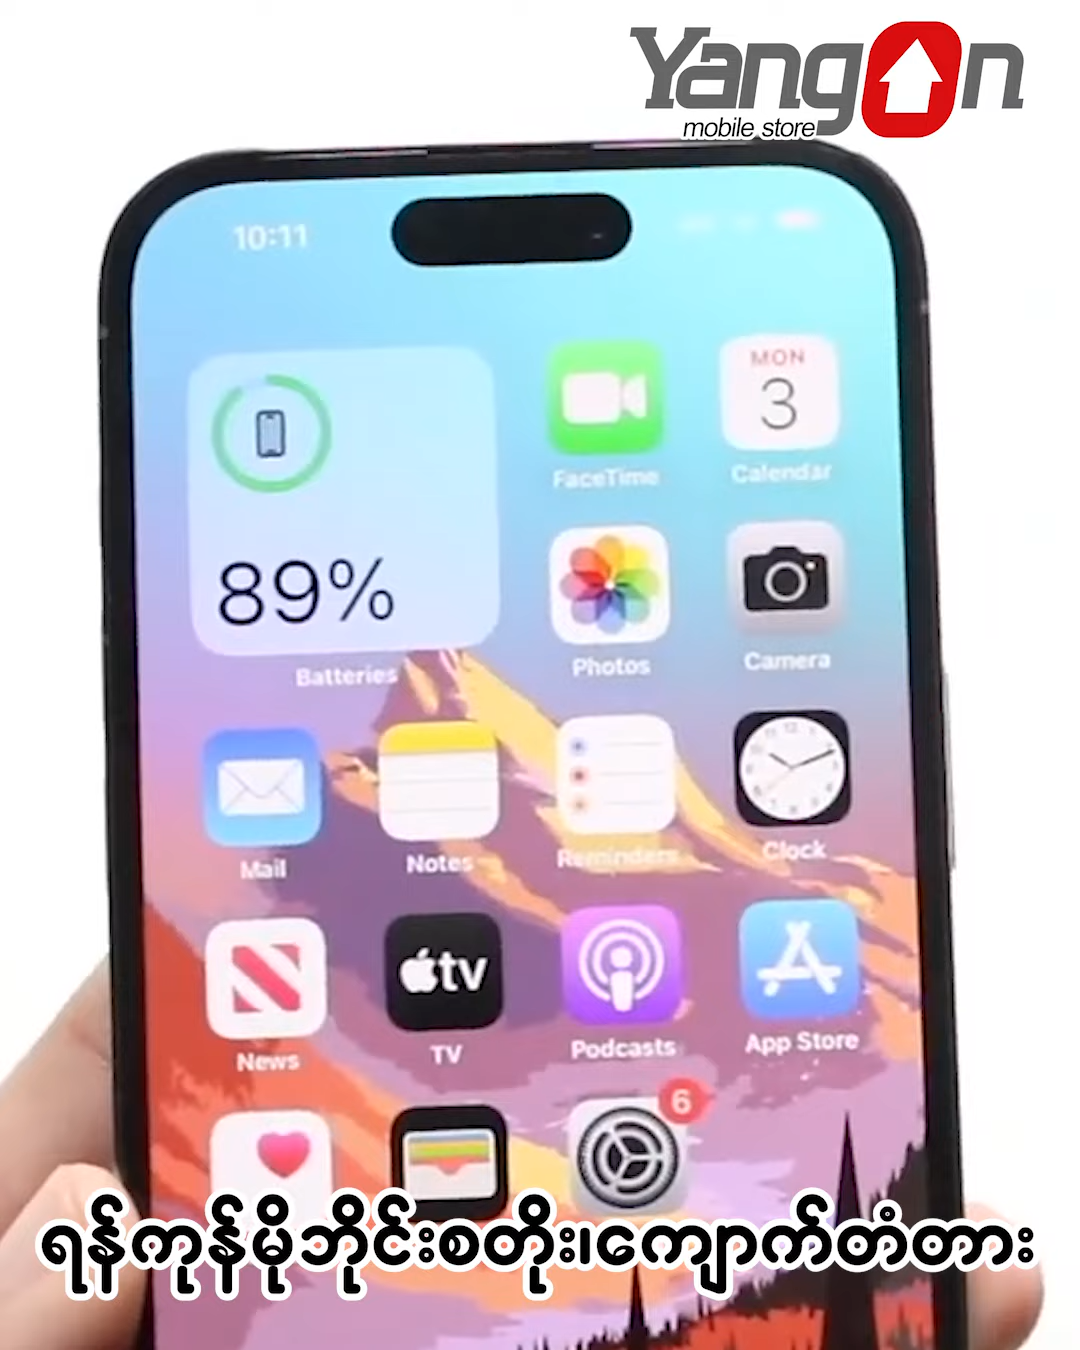 YangOn
mobile store
10:11
MON
3
FaceTime
Calendar
89%
Batteries
Photos
Camera
Mail
Notes
Reminders
Clock
tv
News
TV
Podcasts
App Store
6
ရန်ကုန်မိုဘိုင်းစတိုး၊ကျောက်တံတား